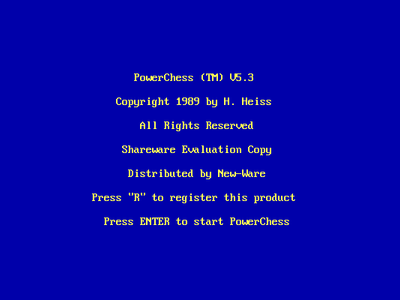 PowerChess (TM) V5.3
Copyright 1989 by H. Heiss
All Rights Reserved
Shareware Evaluation Copy
Distributed by New-Ware
Press "R" to register this product
Press ENTER to start PowerChess